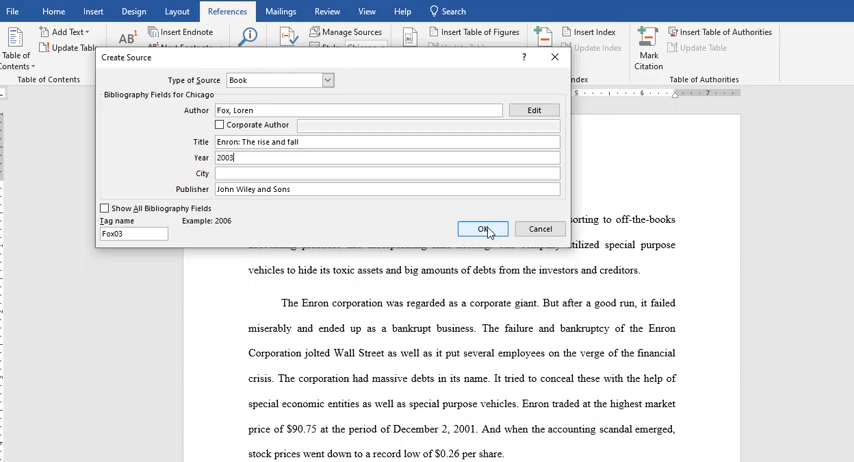 File Home Insert Design Layout References Mailings Review View Help Search
Table of Contents
Add Text
Update Tab
AB¹
Insert Endnote
Manage Sources
Insert Table of Figures
Insert Index
Update Index
Mark Citation
Insert Table of Authorities
Update Table
Table of Contents
ndex
Table of Authorities
Create Source
?
Type of Source Book
Bibliography Fields for Chicago
Author Fox, Loren Edit
Corporate Author
Title Enron: The rise and fall
Year 2003
City
Publisher John Wiley and Sons
Show All Bibliography Fields
Tag name Example: 2006
Fox03
OK Cancel
5 6 7
sorting to off-the-books
utilized special purpose
vehicles to hide its toxic assets and big amounts of debts from the investors and creditors.
The Enron corporation was regarded as a corporate giant. But after a good run, it failed
miserably and ended up as a bankrupt business. The failure and bankruptcy of the Enron
Corporation jolted Wall Street as well as it put several employees on the verge of the financial
crisis. The corporation had massive debts in its name. It tried to conceal these with the help of
special economic entities as well as special purpose vehicles. Enron traded at the highest market
price of $90.75 at the period of December 2, 2001. And when the accounting scandal emerged,
stock prices went down to a record low of $0.26 per share.